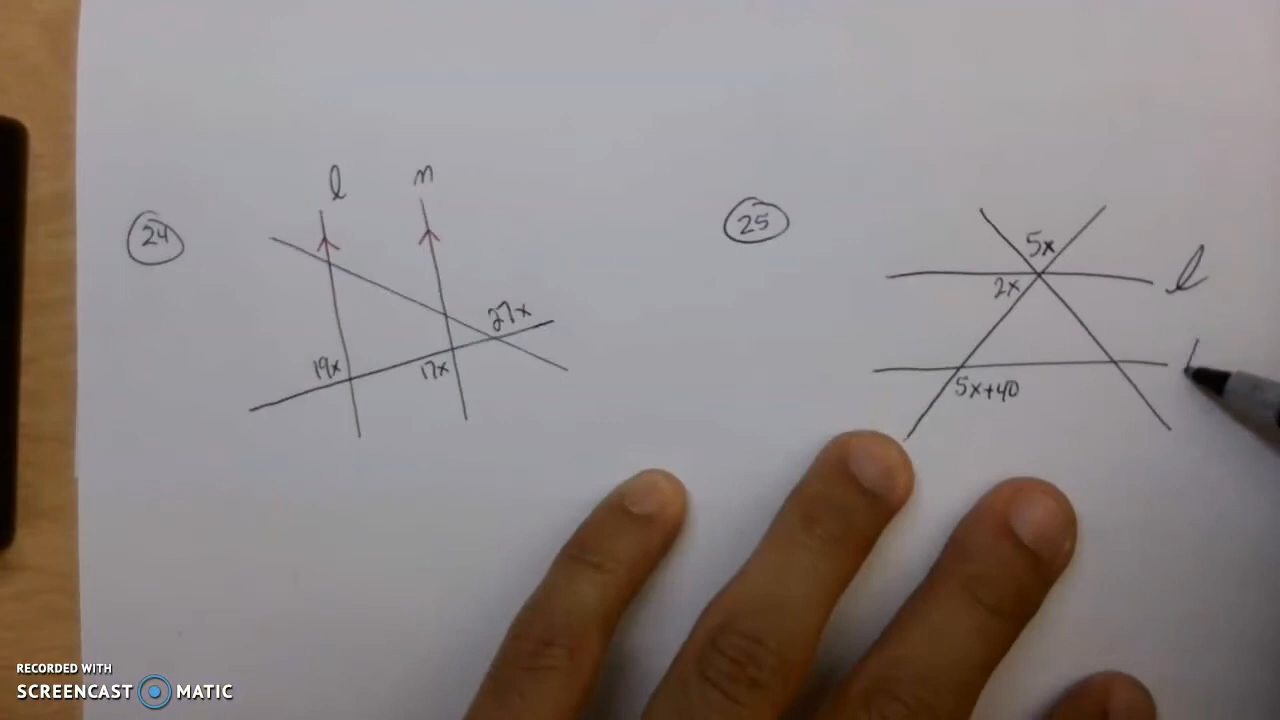 24
l
m
19x
17x
27x
25
5x
2x
l
5x+40
RECORDED WITH
SCREENCAST O MATIC